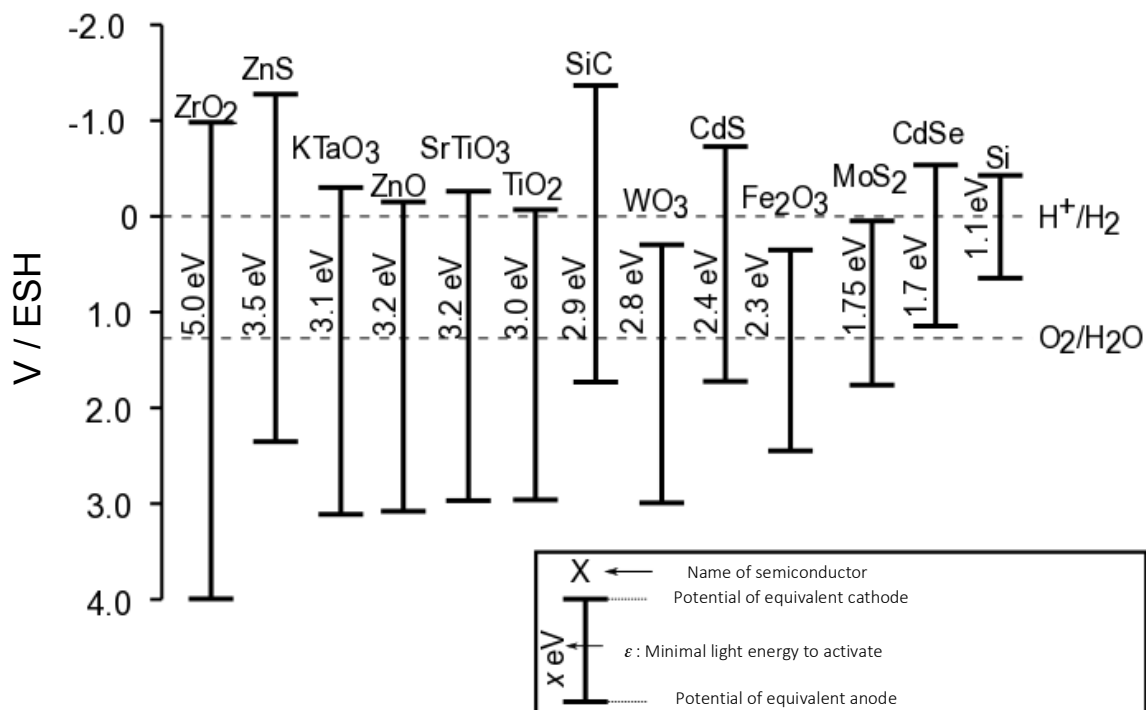 V / ESH
-2.0
-1.0
0
1.0
2.0
3.0
4.0
ZrO2
5.0 eV
ZnS
3.5 eV
KTaO3
3.1 eV
ZnO
3.2 eV
SrTiO3
3.2 eV
TiO2
3.0 eV
SiC
2.9 eV
WO3
2.8 eV
CdS
2.4 eV
Fe2O3
2.3 eV
MoS2
1.75 eV
CdSe
1.7 eV
Si
1.1 eV
H+/H2
O2/H2O
X
Name of semiconductor
Potential of equivalent cathode
x eV
ε : Minimal light energy to activate
Potential of equivalent anode